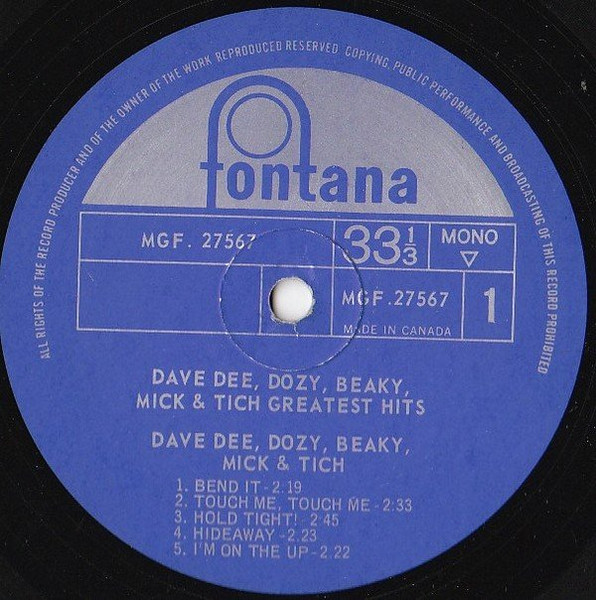 ALL RIGHTS OF THE RECORD PRODUCER AND OF THE OWNER OF THE WORK REPRODUCED RESERVED. COPYING, PUBLIC PERFORMANCE AND BROADCASTING OF THIS RECORD PROHIBITED
fontana
MGF. 27567
33 1/3
MONO
MGF.27567
1
MADE IN CANADA
DAVE DEE, DOZY, BEAKY,
MICK & TICH GREATEST HITS
DAVE DEE, DOZY, BEAKY,
MICK & TICH
1. BEND IT - 2.19
2. TOUCH ME, TOUCH ME - 2:33
3. HOLD TIGHT! - 2:45
4. HIDEAWAY - 2.23
5. I'M ON THE UP - 2.22